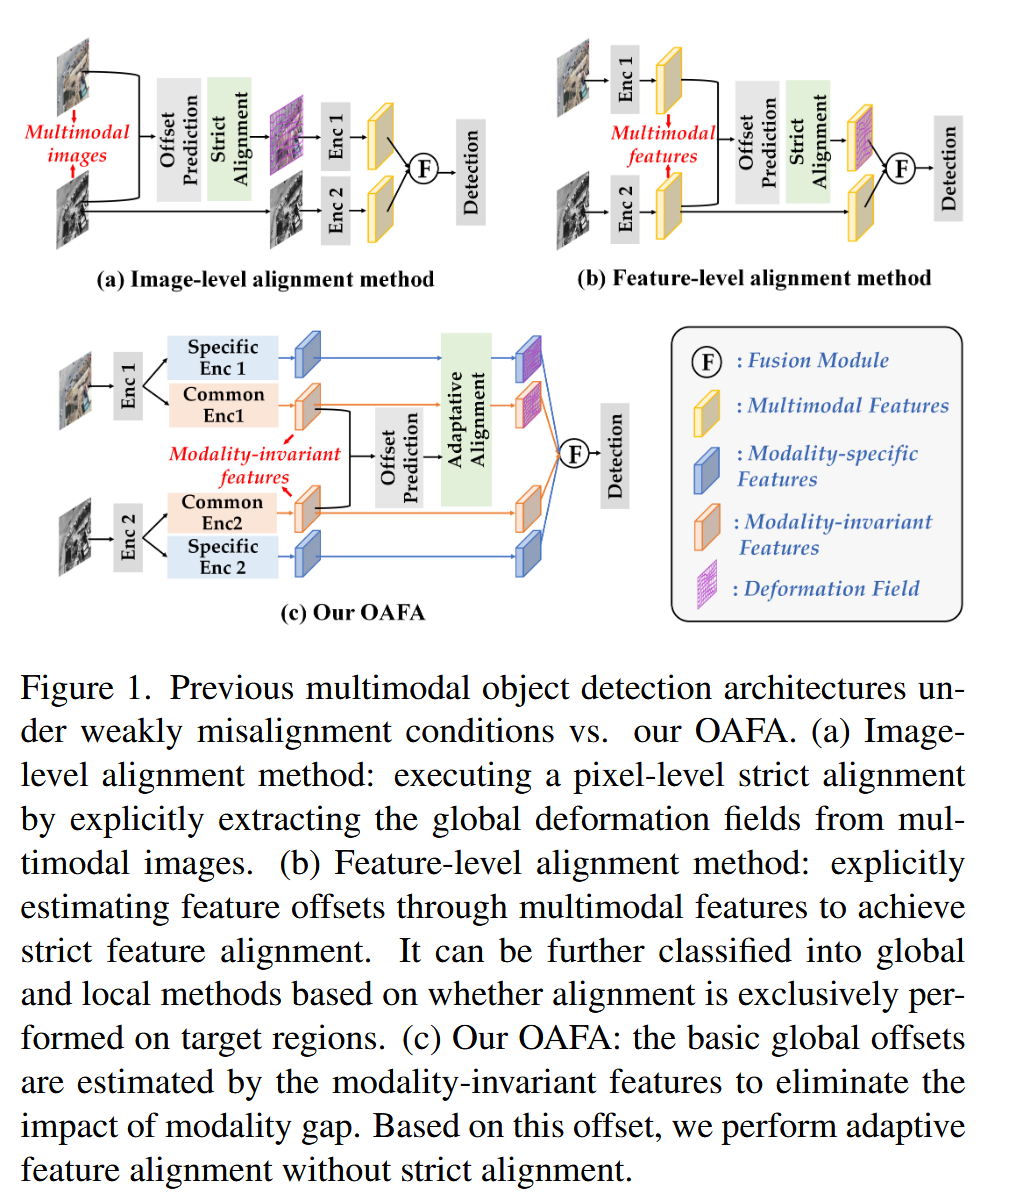 Multimodal
images
Offset
Prediction
Strict
Alignment
Enc 1
Enc 2
F
Detection
(a) Image-level alignment method
Enc 1
Enc 2
Multimodal
features
Offset
Prediction
Strict
Alignment
F
Detection
(b) Feature-level alignment method
Enc 1
Enc 2
Specific
Enc 1
Common
Enc1
Modality-invariant
features
Common
Enc2
Specific
Enc 2
Offset
Prediction
Adaptative
Alignment
F
Detection
(c) Our OAFA
F : Fusion Module
: Multimodal Features
: Modality-specific
Features
: Modality-invariant
Features
: Deformation Field
Figure 1. Previous multimodal object detection architectures un-
der weakly misalignment conditions vs. our OAFA. (a) Image-
level alignment method: executing a pixel-level strict alignment
by explicitly extracting the global deformation fields from mul-
timodal images. (b) Feature-level alignment method: explicitly
estimating feature offsets through multimodal features to achieve
strict feature alignment. It can be further classified into global
and local methods based on whether alignment is exclusively per-
formed on target regions. (c) Our OAFA: the basic global offsets
are estimated by the modality-invariant features to eliminate the
impact of modality gap. Based on this offset, we perform adaptive
feature alignment without strict alignment.